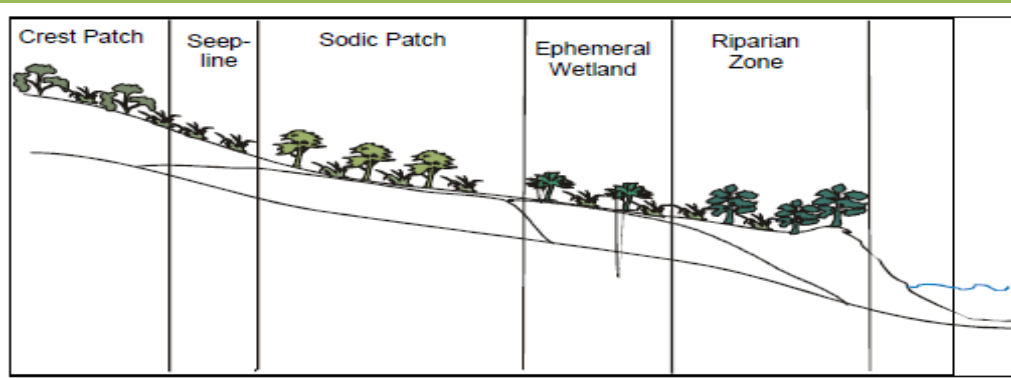 Crest Patch
Seep-
line
Sodic Patch
Ephemeral
Wetland
Riparian
Zone